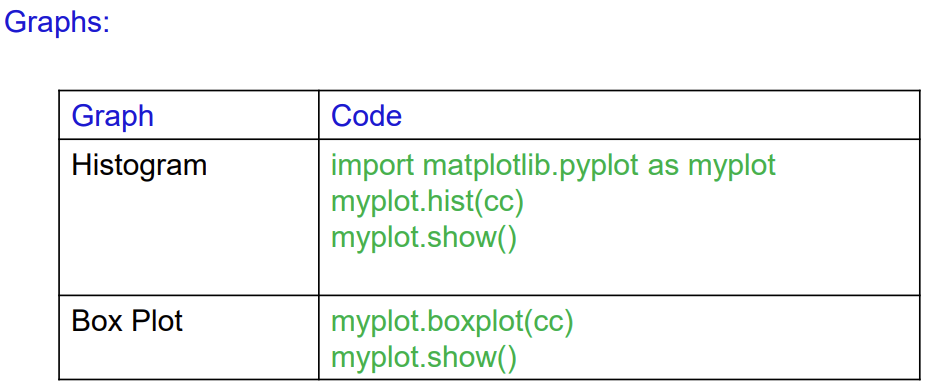 Graphs:
Graph Code
Histogram import matplotlib.pyplot as myplot
myplot.hist(cc)
myplot.show()
Box Plot myplot.boxplot(cc)
myplot.show()